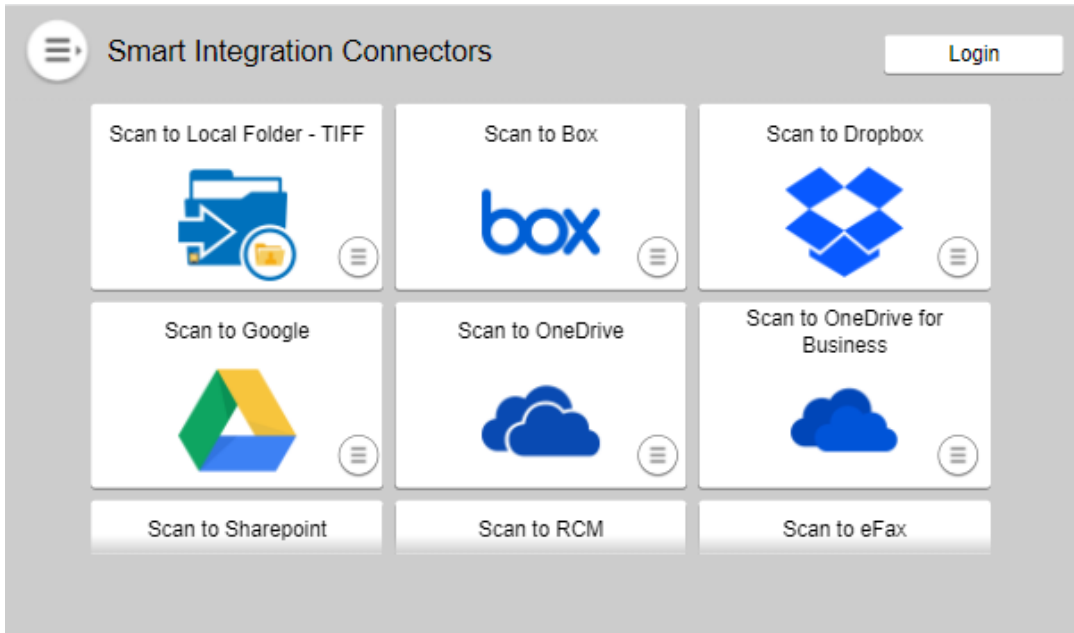 Smart Integration Connectors
Login
Scan to Local Folder - TIFF
Scan to Box
Scan to Dropbox
box
Scan to Google
Scan to OneDrive
Scan to OneDrive for
Business
Scan to Sharepoint
Scan to RCM
Scan to eFax